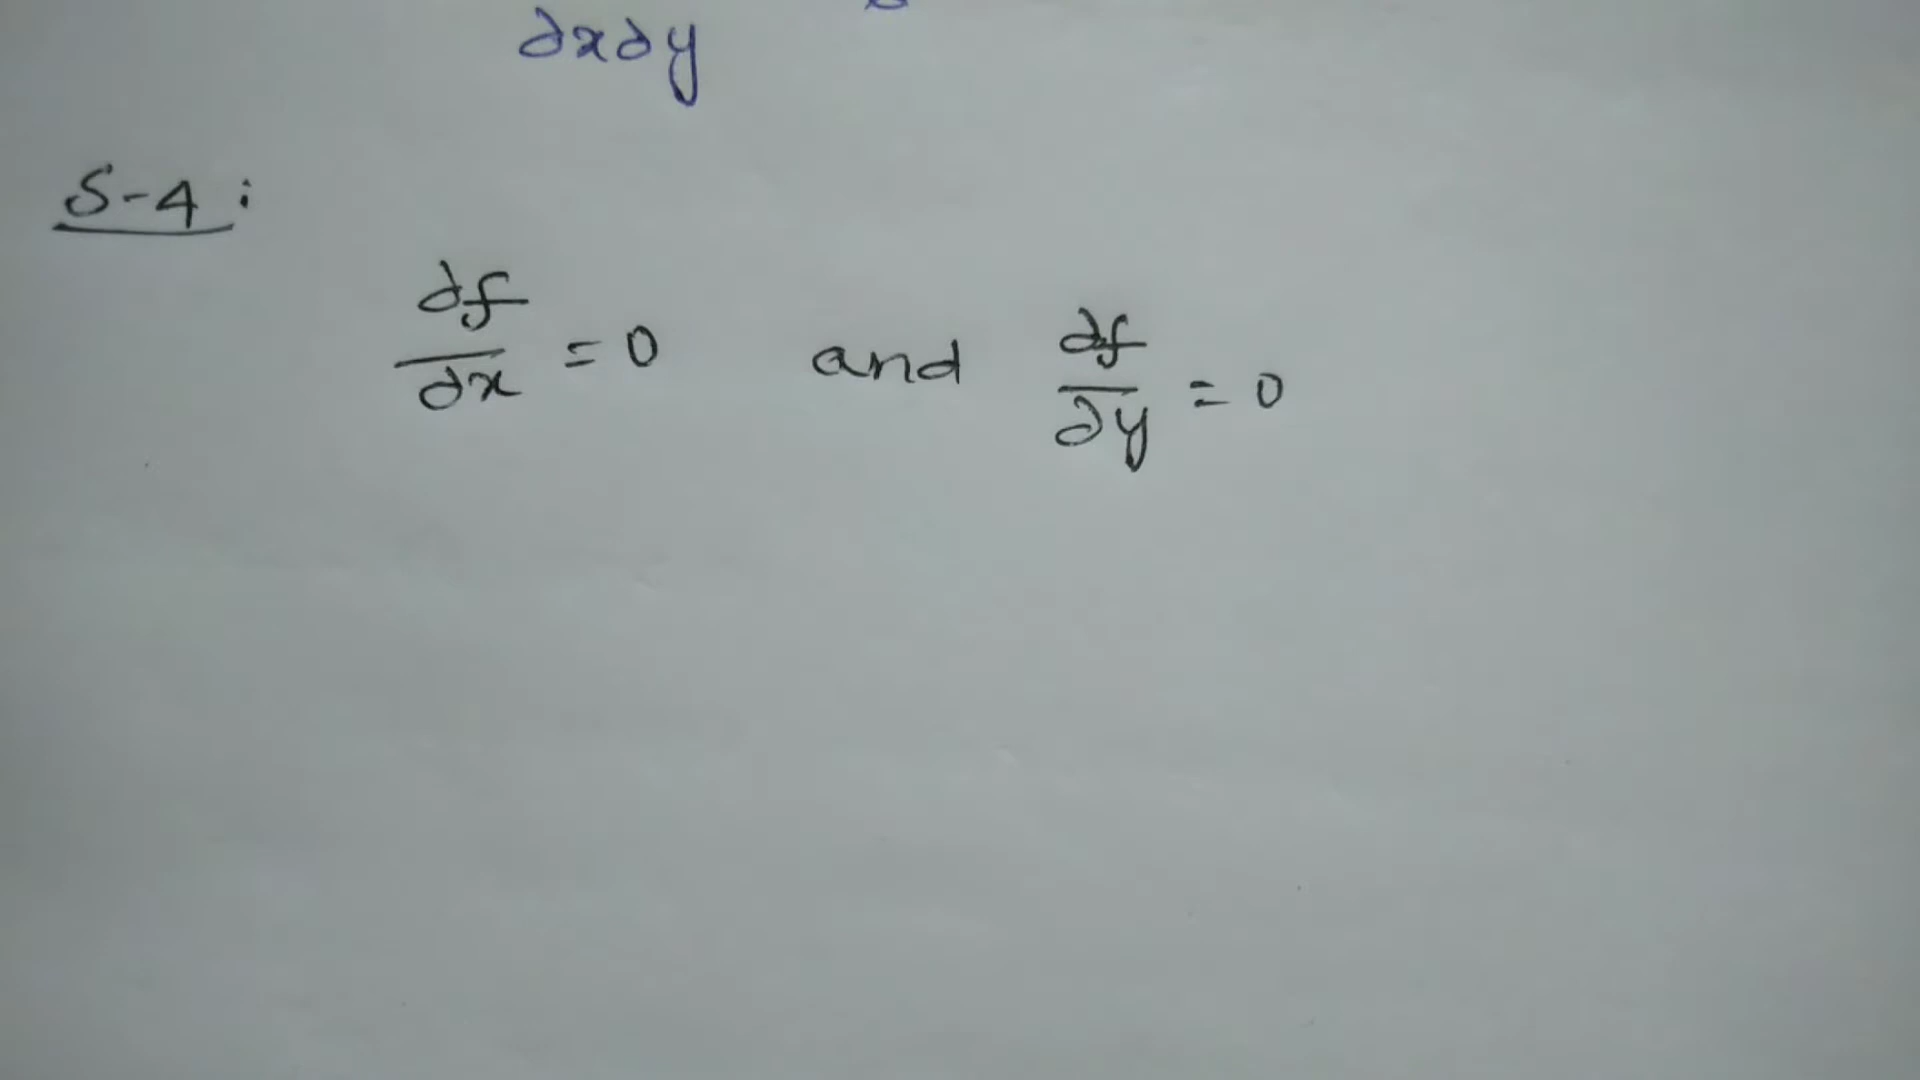 ∂x∂y
S-4:
∂f/∂x = 0 and ∂f/∂y = 0